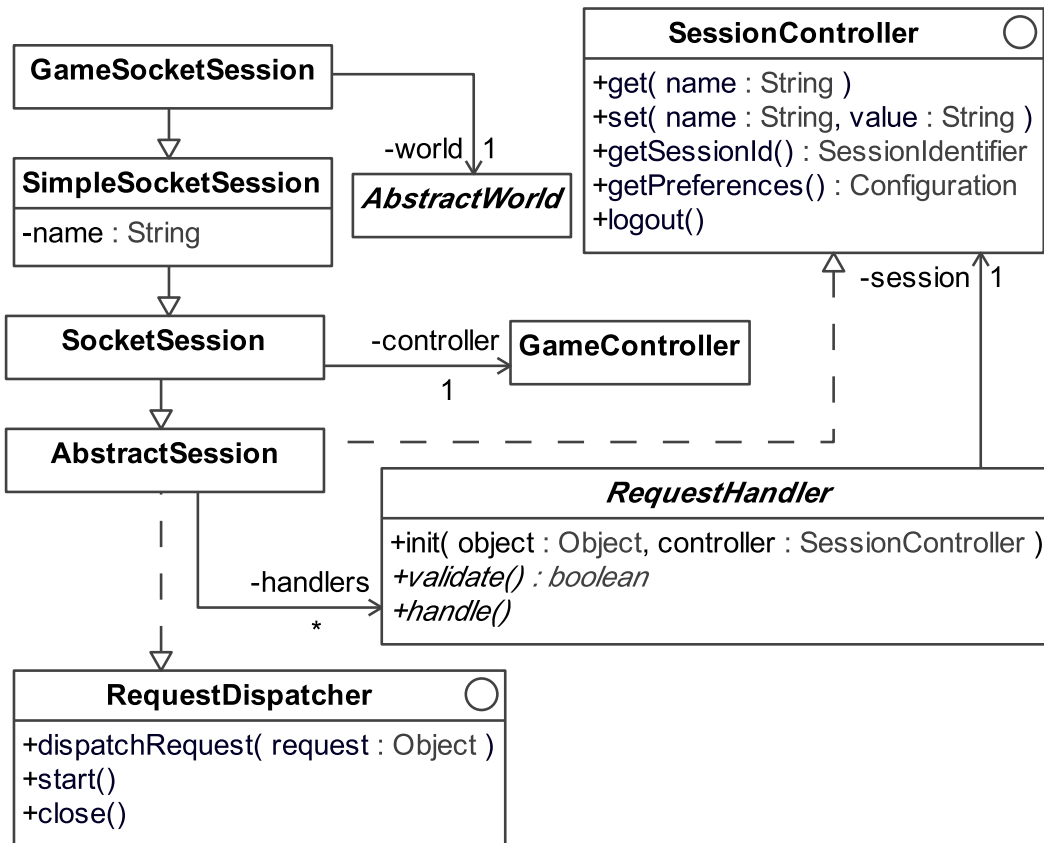 GameSocketSession
-world 1
SimpleSocketSession
-name : String
AbstractWorld
SessionController
+get( name : String )
+set( name : String, value : String )
+getSessionId() : SessionIdentifier
+getPreferences() : Configuration
+logout()
-session 1
SocketSession
-controller
1
GameController
AbstractSession
-handlers
*
RequestHandler
+init( object : Object, controller : SessionController )
+validate() : boolean
+handle()
RequestDispatcher
+dispatchRequest( request : Object )
+start()
+close()